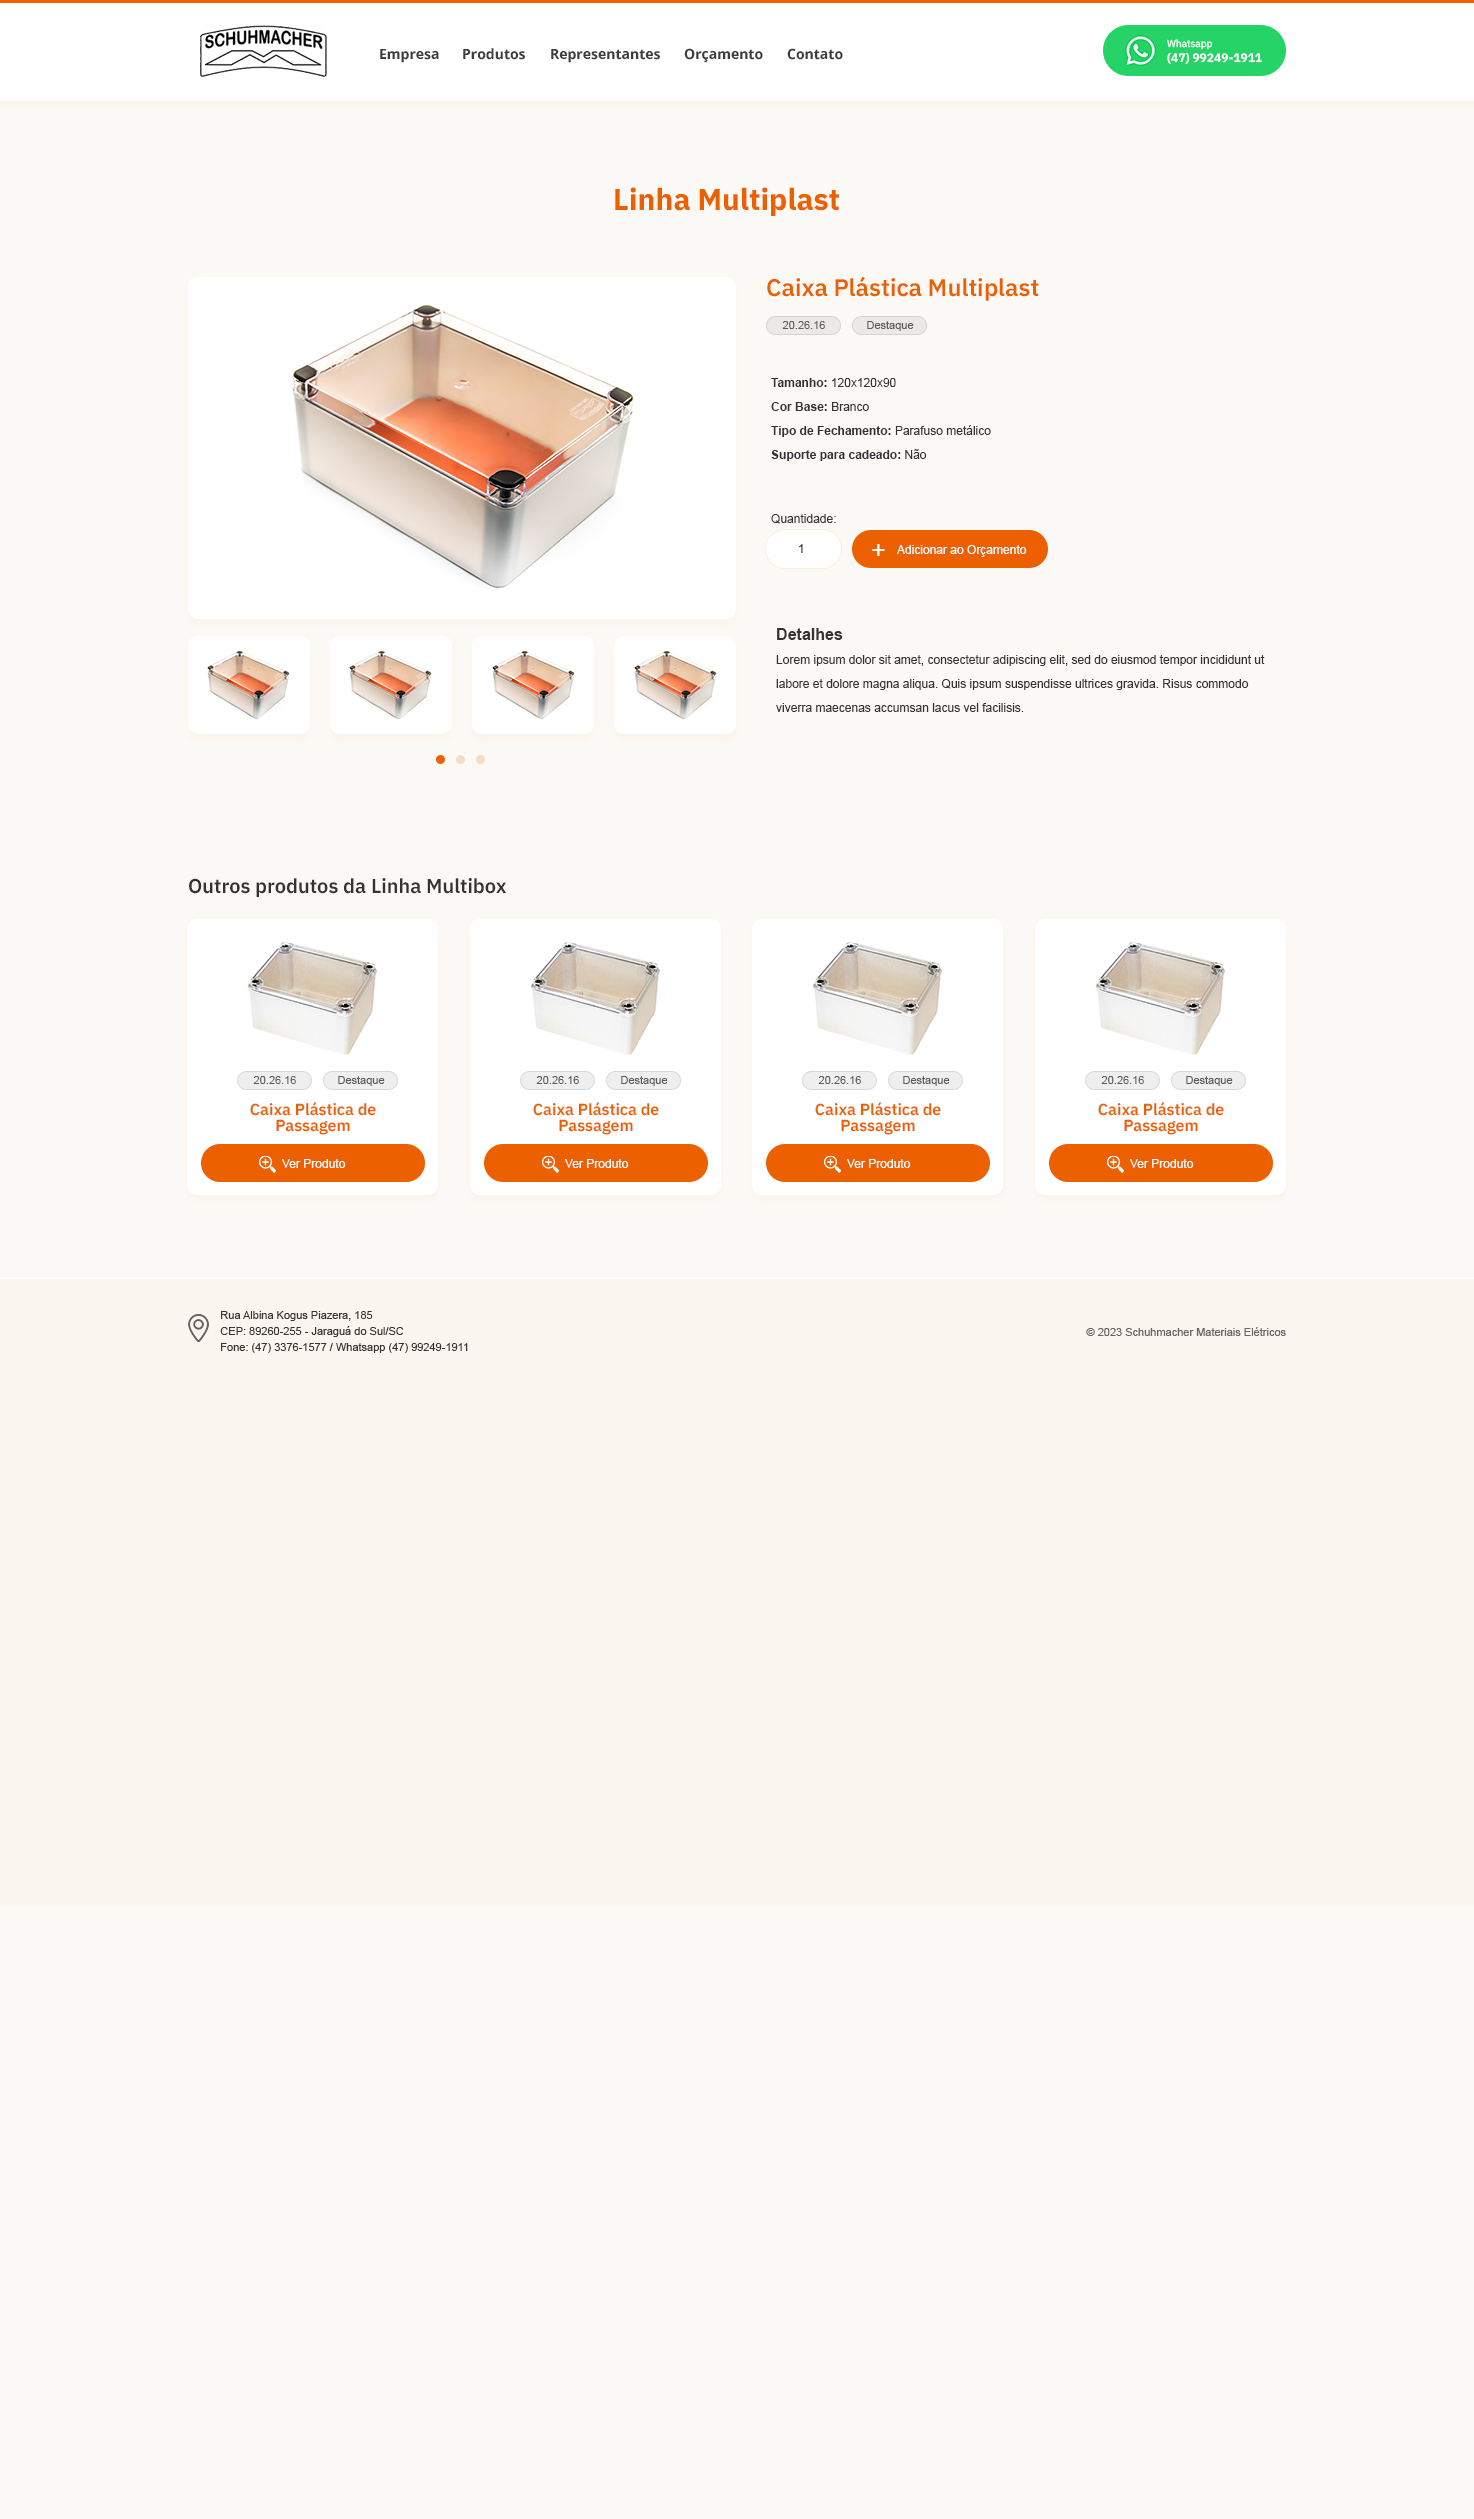 SCHUHMACHER
Empresa
Produtos
Representantes
Orçamento
Contato
Whatsapp
(47) 99249-1911
Linha Multiplast
Caixa Plástica Multiplast
20.26.16
Destaque
Tamanho: 120x120x90
Cor Base: Branco
Tipo de Fechamento: Parafuso metálico
Suporte para cadeado: Não
Quantidade:
1
Adicionar ao Orçamento
Detalhes
Lorem ipsum dolor sit amet, consectetur adipiscing elit, sed do eiusmod tempor incididunt ut
labore et dolore magna aliqua. Quis ipsum suspendisse ultrices gravida. Risus commodo
viverra maecenas accumsan lacus vel facilisis.
Outros produtos da Linha Multibox
20.26.16
Destaque
Caixa Plástica de
Passagem
Ver Produto
20.26.16
Destaque
Caixa Plástica de
Passagem
Ver Produto
20.26.16
Destaque
Caixa Plástica de
Passagem
Ver Produto
20.26.16
Destaque
Caixa Plástica de
Passagem
Ver Produto
Rua Albina Kogus Piazera, 185
CEP: 89260-255 - Jaraguá do Sul/SC
Fone: (47) 3376-1577 / Whatsapp (47) 99249-1911
© 2023 Schuhmacher Materiais Elétricos